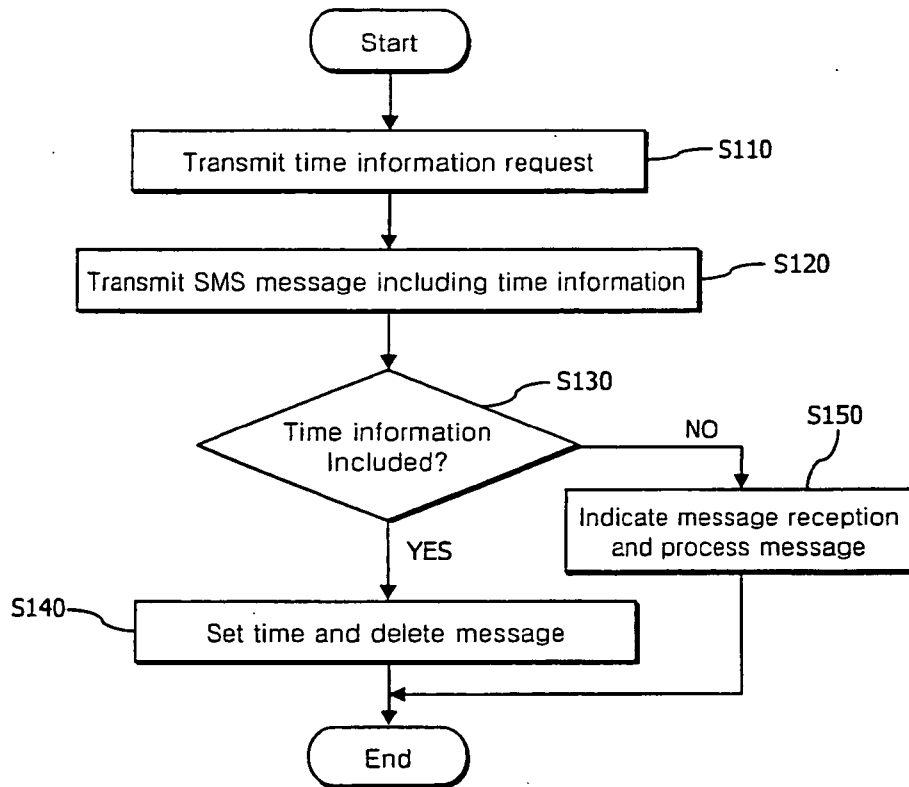 Start
Transmit time information request
S110
Transmit SMS message including time information
S120
S130
Time information
Included?
NO
S150
Indicate message reception
and process message
YES
S140
Set time and delete message
End